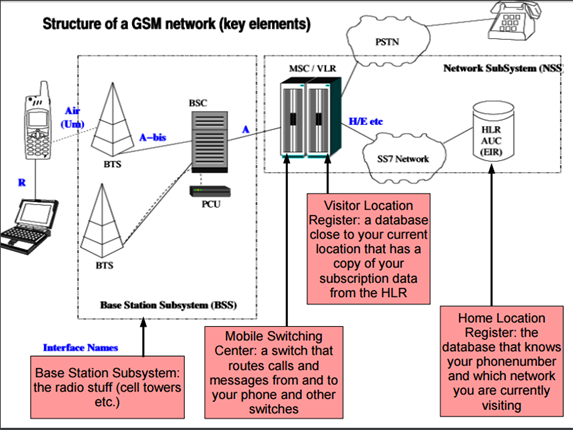 Structure of a GSM network (key elements)
PSTN
MSC / VLR
Network SubSystem (NSS
Air
(Um)
BSC
A-bis
A
H/E etc
HLR
AUC
(EIR)
BTS
SS7 Network
R
PCU
BTS
Visitor Location
Register: a database
close to your current
location that has a
copy of your
subscription data
from the HLR
Base Station Subsystem (BSS)
Interface Names
Base Station Subsystem:
the radio stuff (cell towers
etc.)
Mobile Switching
Center: a switch that
routes calls and
messages from and to
your phone and other
switches
Home Location
Register: the
database that knows
your phonenumber
and which network
you are currently
visiting